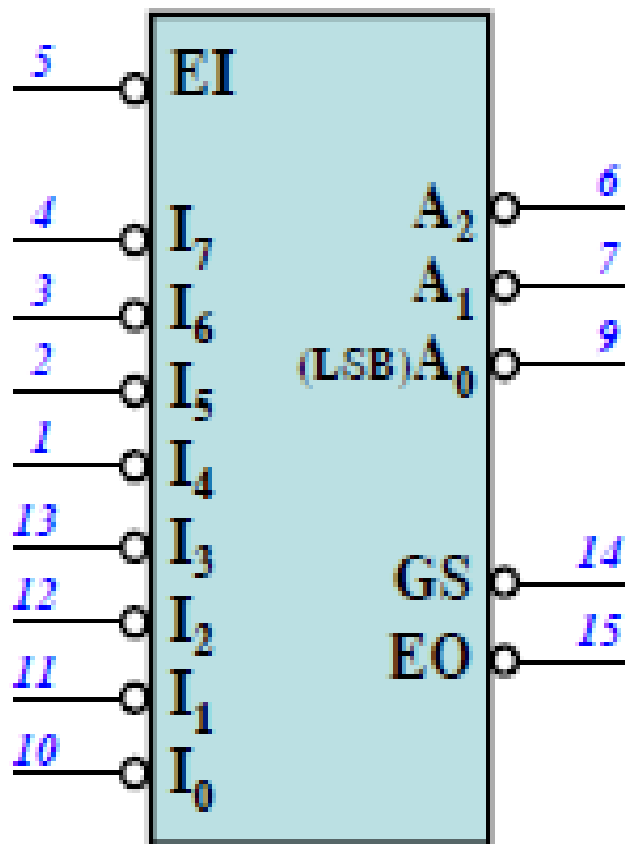 5 EI
A₂ 6
4 I₇
A₁ 7
3 I₆
(LSB)A₀ 9
2 I₅
1 I₄
13 I₃
GS 14
12 I₂
EO 15
11 I₁
10 I₀